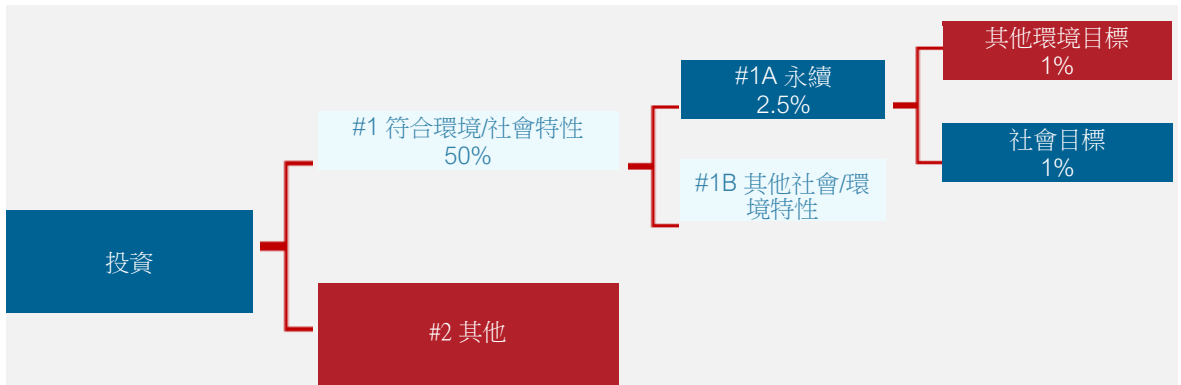 投資
#1 符合環境/社會特性
50%
#2 其他
#1A 永續
2.5%
#1B 其他社會/環
境特性
其他環境目標
1%
社會目標
1%